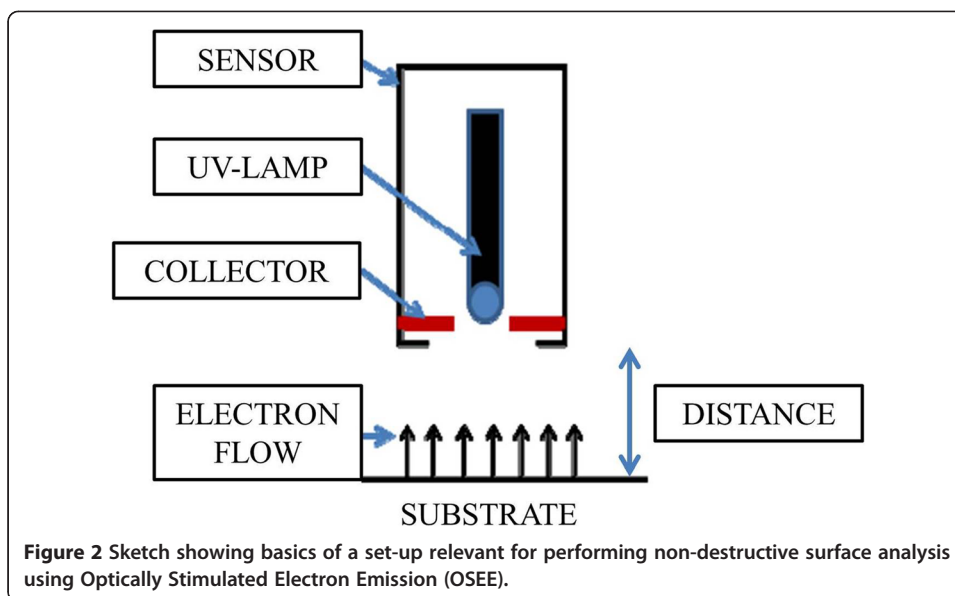 SENSOR
UV-LAMP
COLLECTOR
ELECTRON
FLOW
DISTANCE
SUBSTRATE
Figure 2 Sketch showing basics of a set-up relevant for performing non-destructive surface analysis
using Optically Stimulated Electron Emission (OSEE).